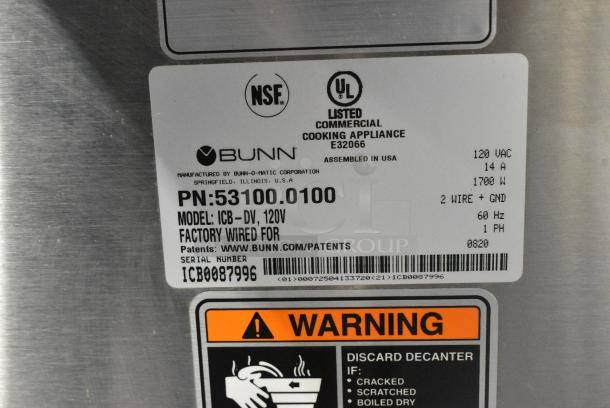 NSF
UL
LISTED
COMMERCIAL
COOKING APPLIANCE
E32066
BUNN
ASSEMBLED IN USA
MANUFACTURED BY BUNN-O-MATIC CORPORATION
SPRINGFIELD, ILLINOIS, U.S.A
120 VAC
14 A
1700 W
PN:53100.0100
2 WIRE + GND
MODEL: ICB-DV, 120V
60 Hz
FACTORY WIRED FOR
1 PH
Patents: WWW.BUNN.COM/PATENTS
0820
SERIAL NUMBER
ICB0087996
(01)00072504133720(21)ICB0087996
GROUP
WARNING
DISCARD DECANTER
IF:
• CRACKED
• SCRATCHED
• BOILED DRY